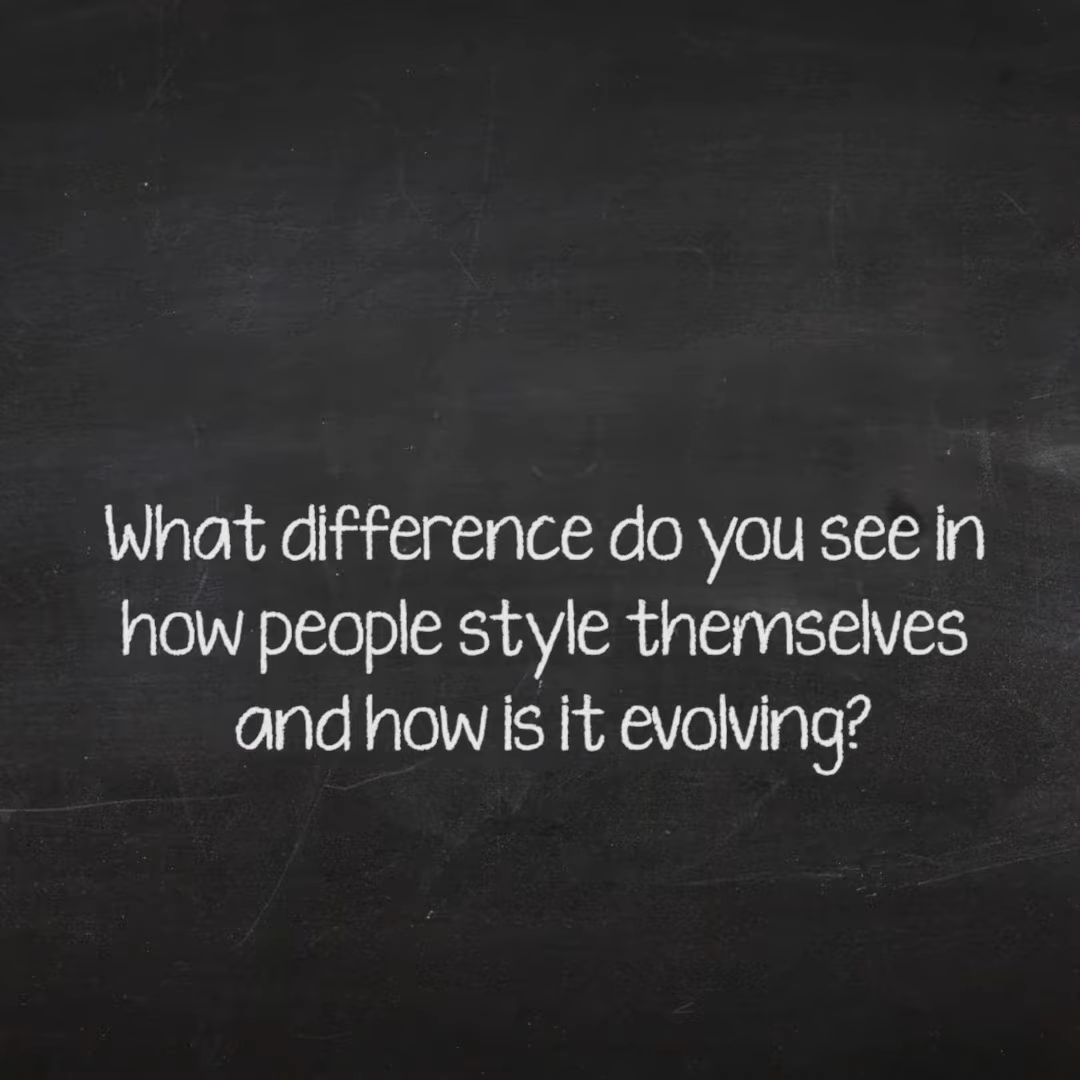 What difference do you see in
how people style themselves
and how is it evolving?